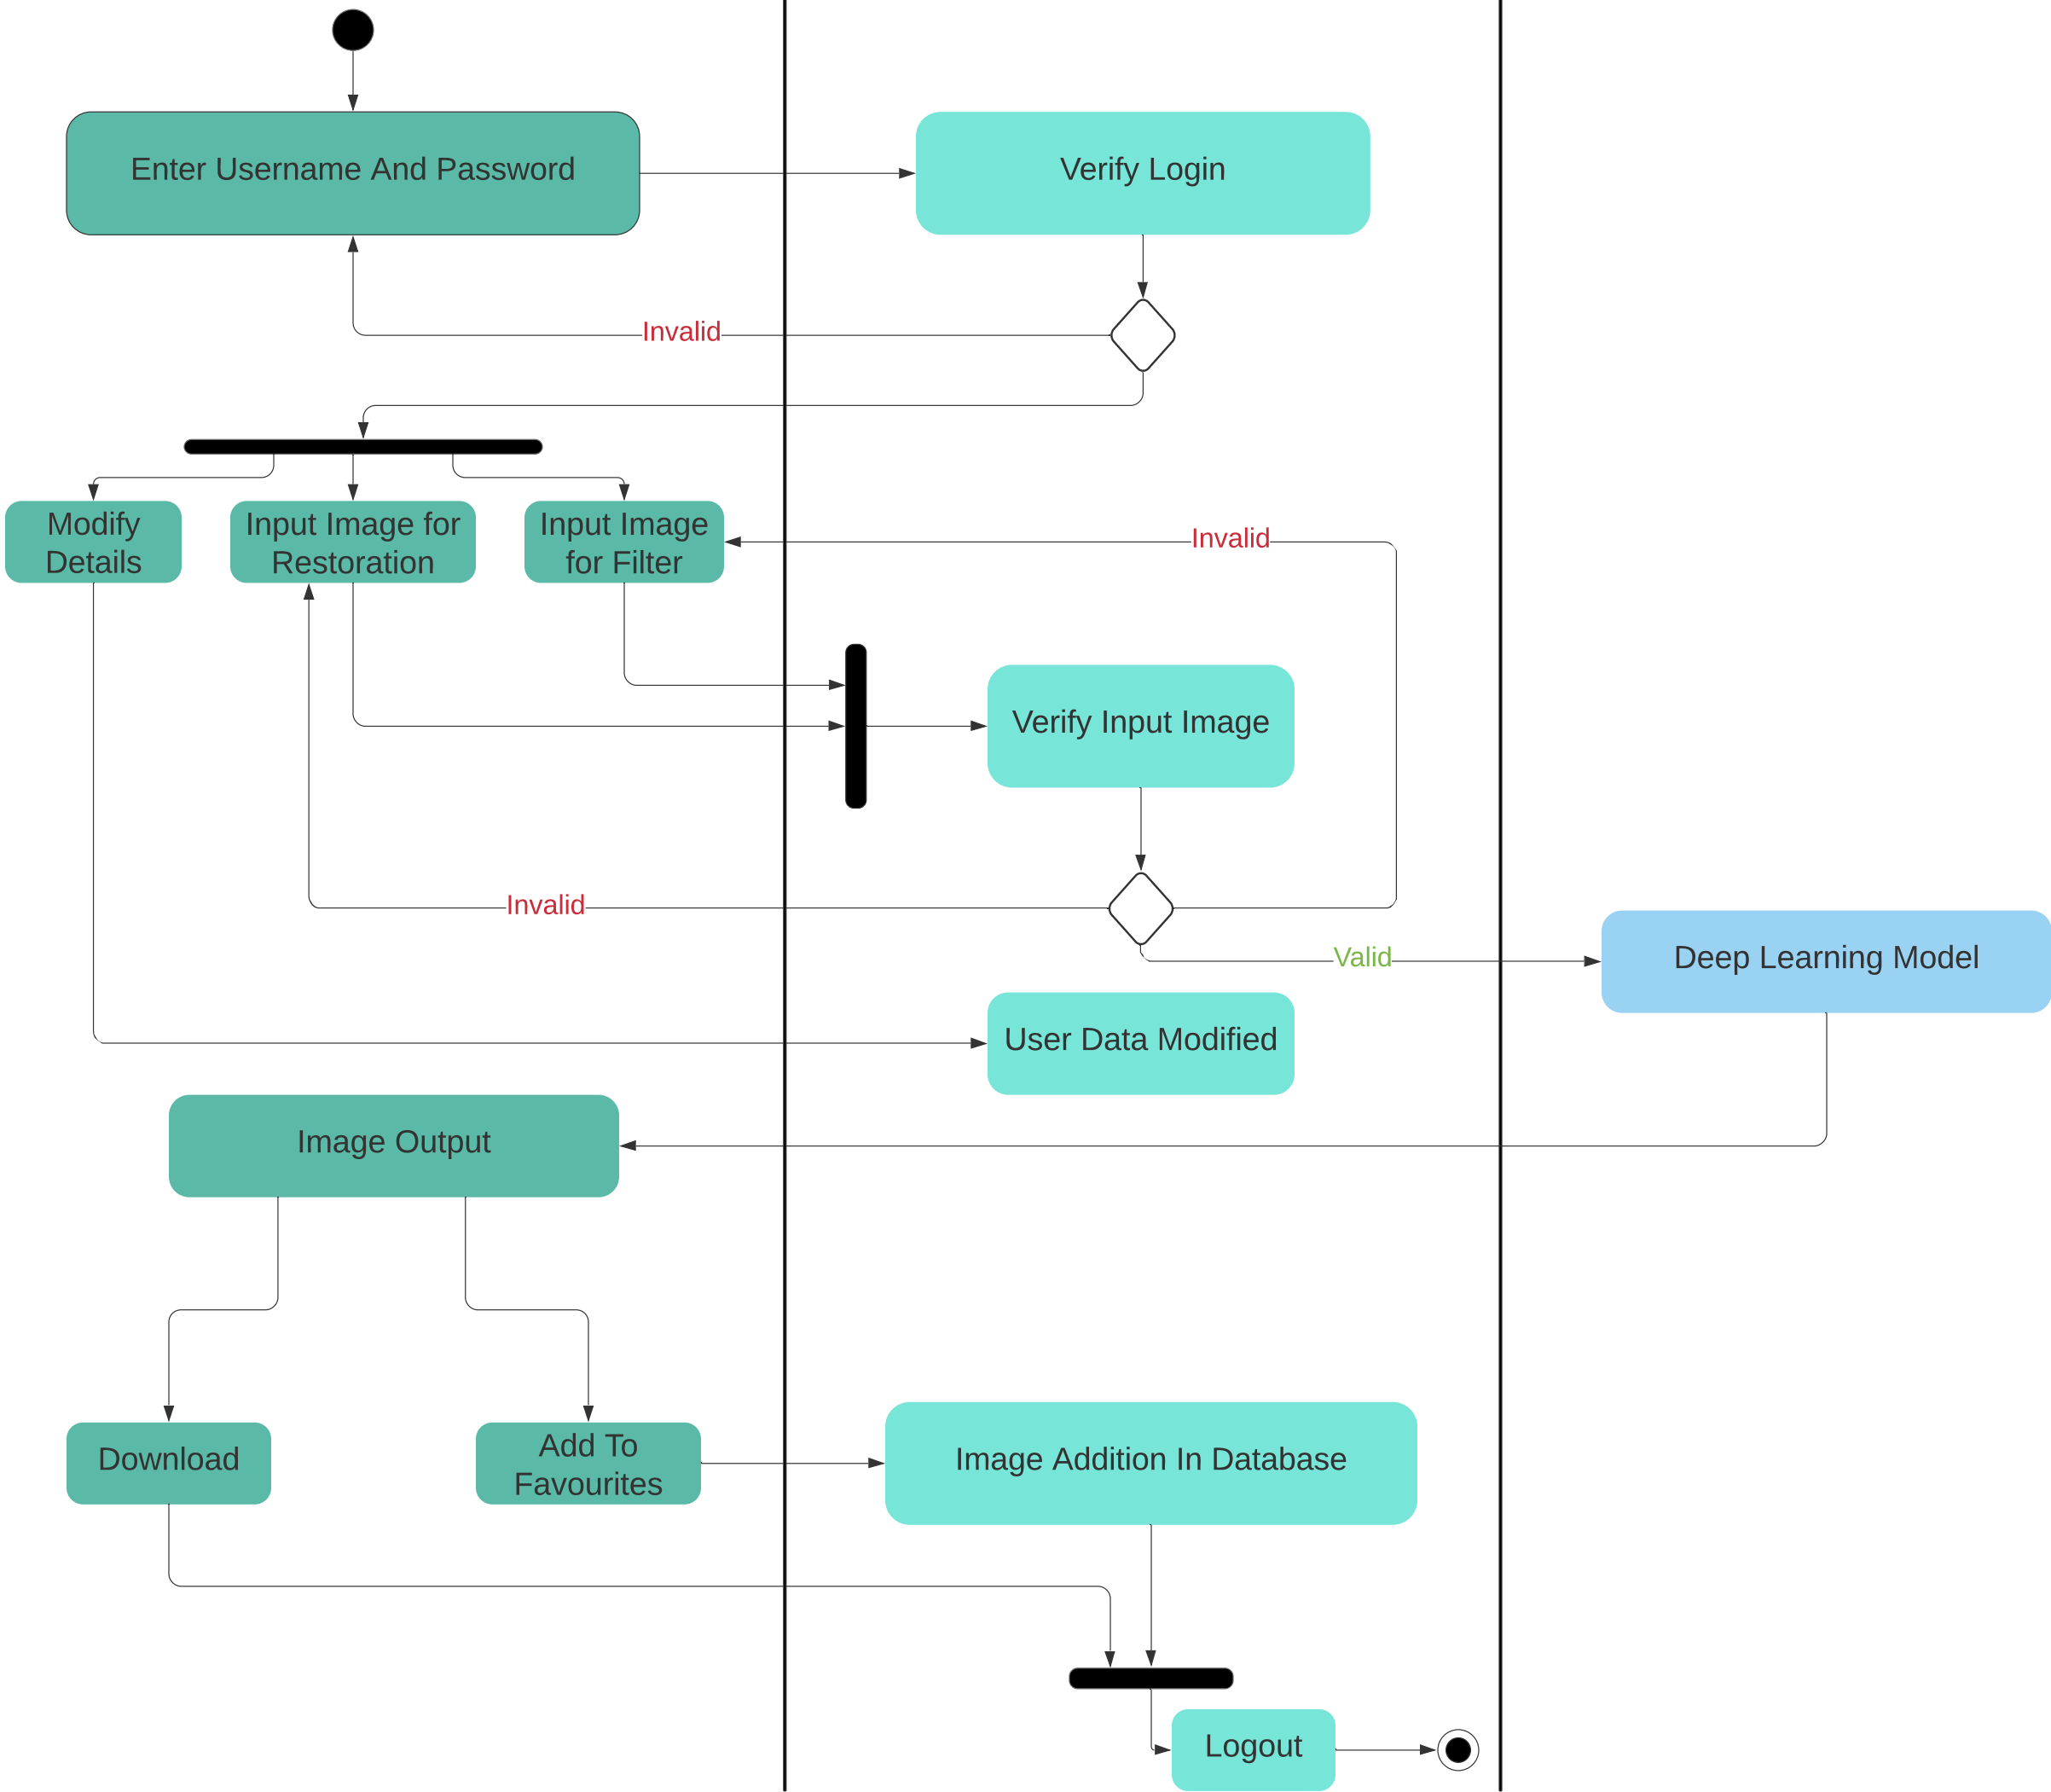 Enter Username And Password
Verify Login
Invalid
Modify
Details
Input Image for
Restoration
Input Image
for Filter
Invalid
Verify Input Image
Invalid
Valid
Deep Learning Model
User Data Modified
Image Output
Download
Add To
Favourites
Image Addition In Database
Logout